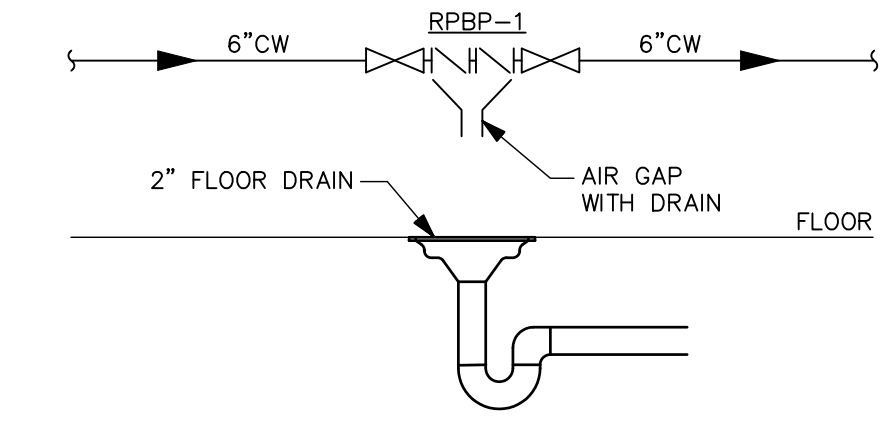 RPBP-1
6"CW
6"CW
2" FLOOR DRAIN
AIR GAP
WITH DRAIN
FLOOR